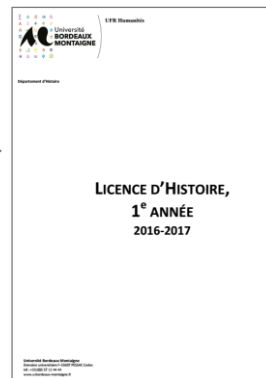 Université
BORDEAUX
MONTAIGNE
UFR Humanités
Département d'Histoire
LICENCE D'HISTOIRE,
1e ANNÉE
2016-2017
Université Bordeaux Montaigne